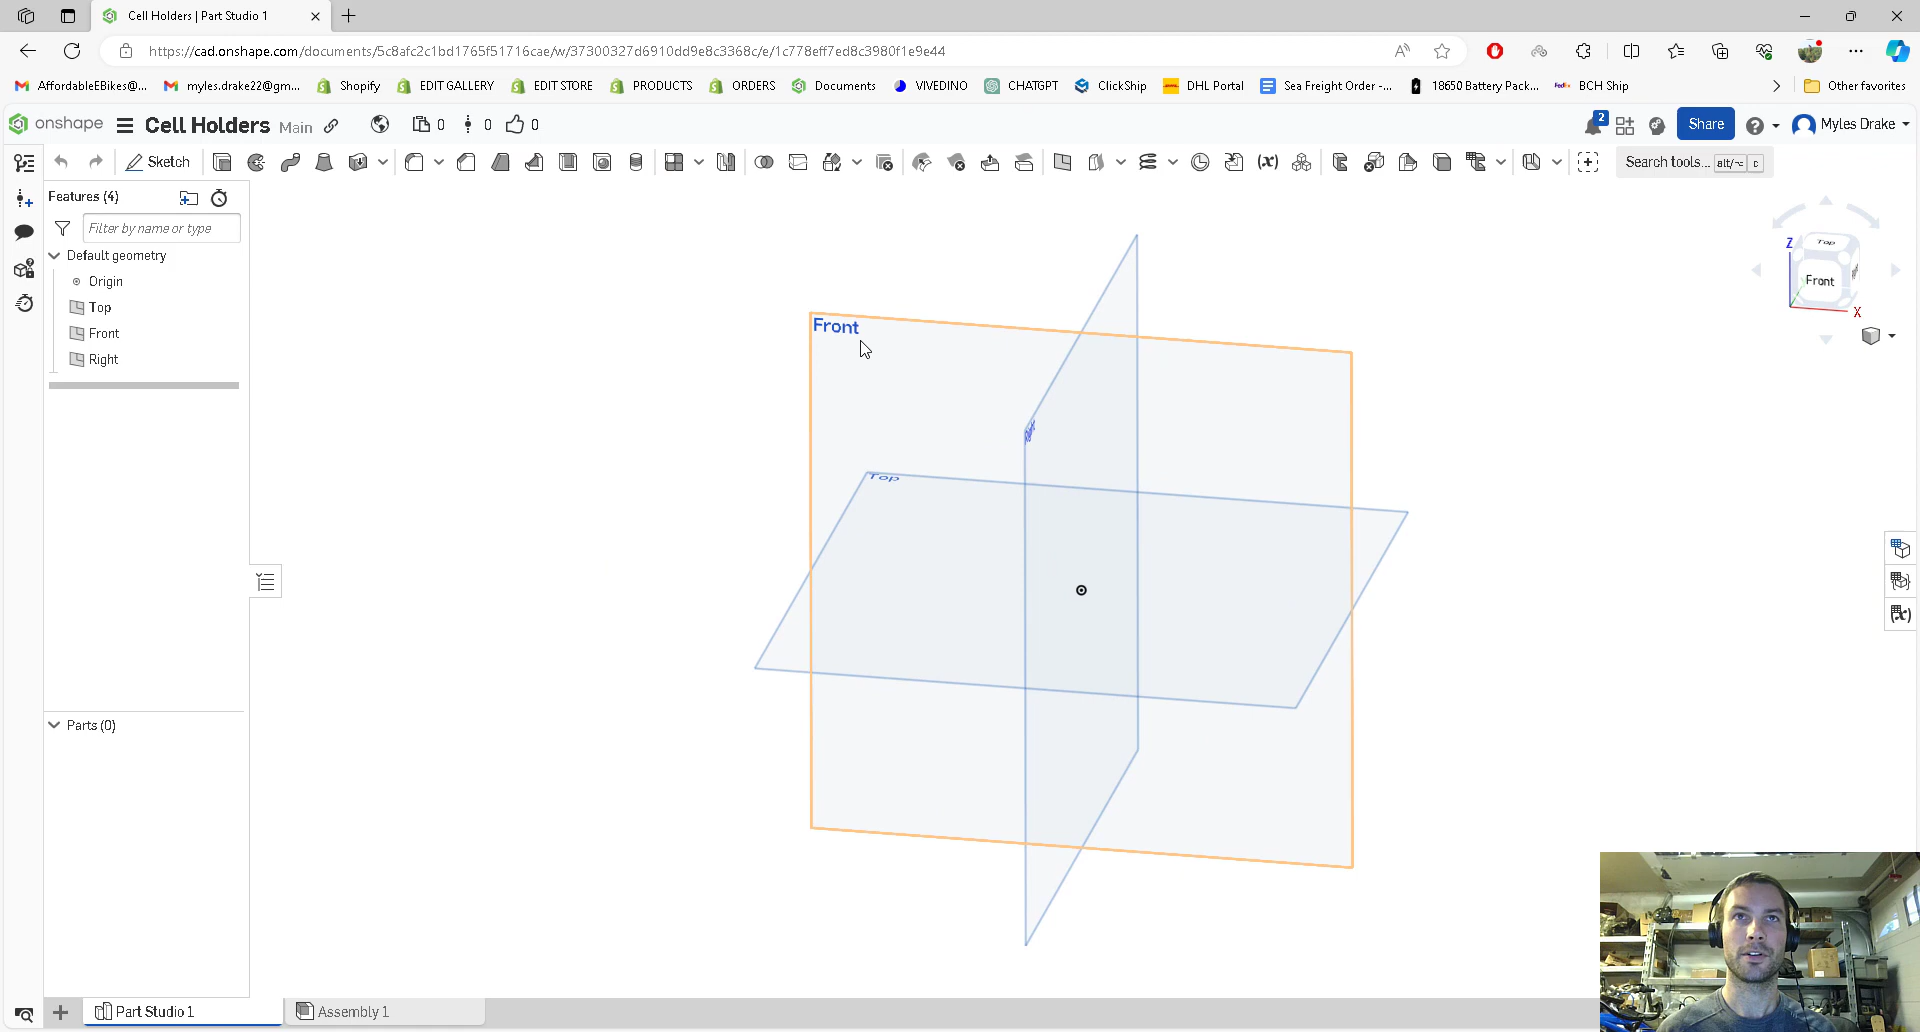 Cell Holders | Part Studio 1
https://cad.onshape.com/documents/5c8afc2c1bd1765f51716cae/w/37300327d6910dd9e8c3368c/e/1c778eff7ed8c3980f1e9e44
AffordableEBikes@... myles.drake22@gm... Shopify EDIT GALLERY EDIT STORE PRODUCTS ORDERS Documents VIVEDINO CHATGPT ClickShip DHL Portal Sea Freight Order -... 18650 Battery Pack... BCH Ship Other favorites
onshape Cell Holders Main 0 0 0 2 Share Myles Drake
Sketch Search tools... alt/⌥ c
Features (4)
Filter by name or type
Default geometry
Origin
Top
Front
Right
Parts (0)
Front
Top
Right
Top
Z
Front
X
Part Studio 1 Assembly 1